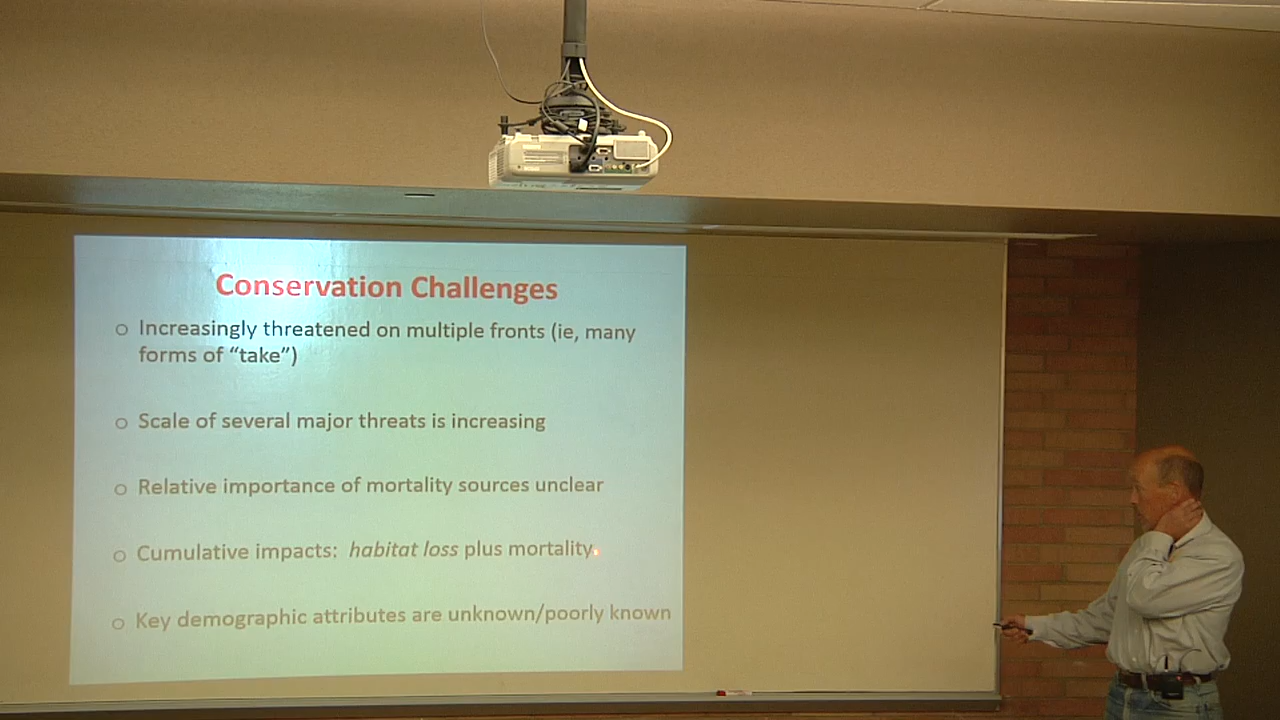 Conservation Challenges
o Increasingly threatened on multiple fronts (ie, many
forms of “take”)
o Scale of several major threats is increasing
o Relative importance of mortality sources unclear
o Cumulative impacts: habitat loss plus mortality
o Key demographic attributes are unknown/poorly known